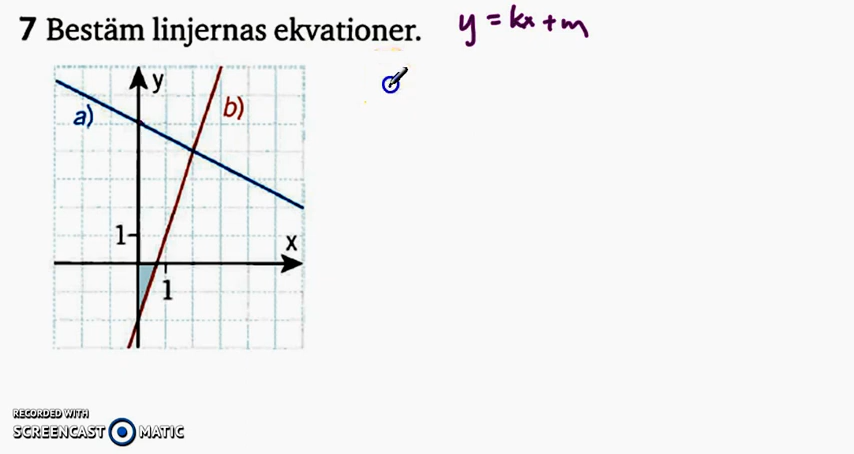 7 Bestäm linjernas ekvationer. y = kx + m
y
a)
b)
1
x
1
RECORDED WITH
SCREENCAST MATIC